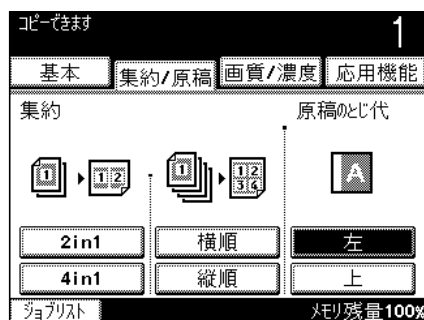 コピーできます 1
基本 集約/原稿 画質/濃度 応用機能
集約 原稿のとじ代
1 1 2 1 1 2 A
3 4
2in1 横順 左
4in1 縦順 上
ジョブリスト メモリ残量100%